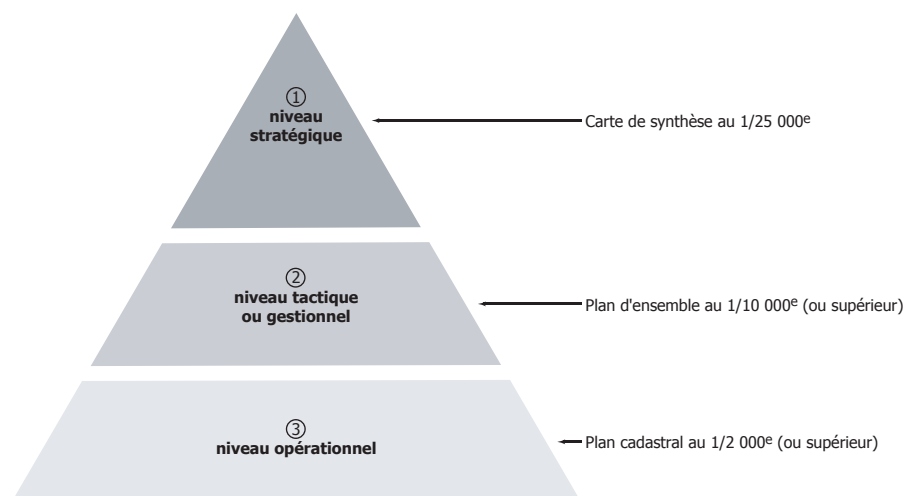 ①
niveau
stratégique
Carte de synthèse au 1/25 000e
②
niveau tactique
ou gestionnel
Plan d'ensemble au 1/10 000e (ou supérieur)
③
niveau opérationnel
Plan cadastral au 1/2 000e (ou supérieur)